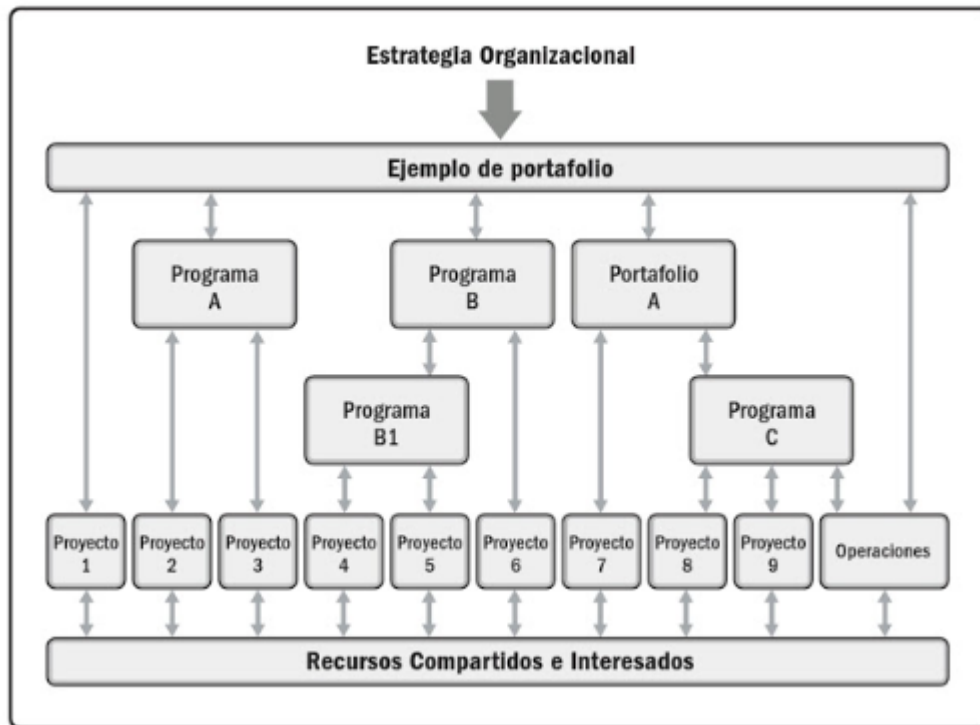 Estrategia Organizacional
Ejemplo de portafolio
Programa
A
Programa
B
Portafolio
A
Programa
B1
Programa
C
Proyecto
1
Proyecto
2
Proyecto
3
Proyecto
4
Proyecto
5
Proyecto
6
Proyecto
7
Proyecto
8
Proyecto
9
Operaciones
Recursos Compartidos e Interesados